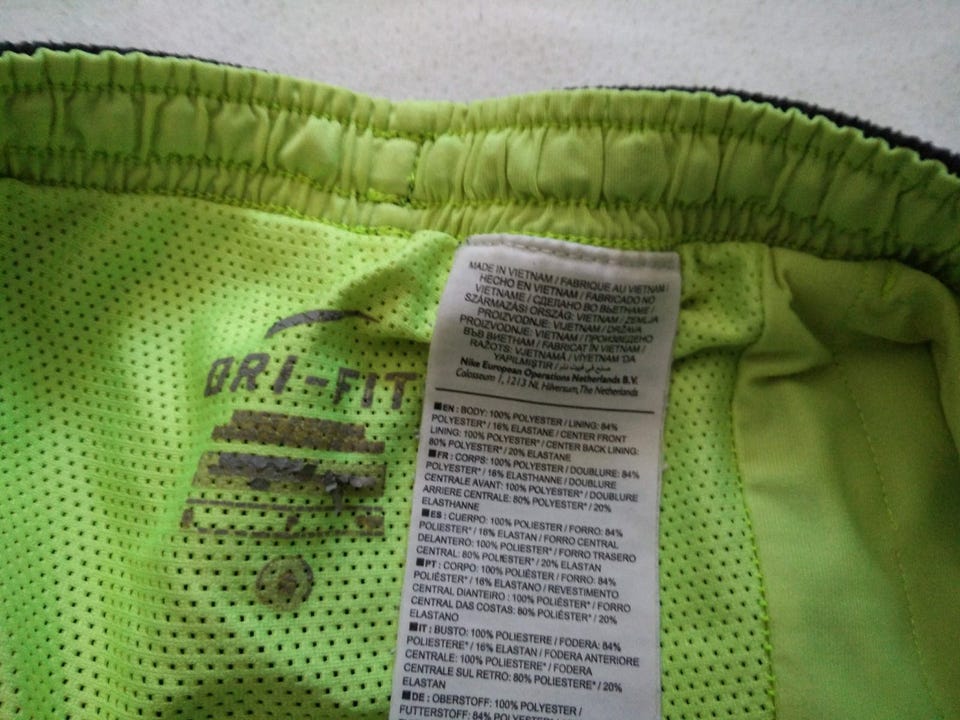 DRI-FIT
MADE IN VIETNAM / FABRIQUE AU VIETNAM /
HECHO EN VIETNAM / FABRICADO NO
VIETNAME / СДЕЛАНО ВО ВЬЕТНАМЕ /
SZÁRMAZÁSI ORSZÁG: VIETNAM / ZEMLJA
PROIZVODNJE: VIJETNAM / DRŽAVA
PROIZVODNJE: VIETNAM / ПРОИЗВЕДЕНО
ВЪВ ВИЕТНАМ / FABRICAT ÎN VIETNAM /
RAŽOTS: VJETNAMĀ / VİYETNAM'DA
YAPILMIŞTIR / صنع في فيتنام
Nike European Operations Netherlands B.V.
Colosseum 1, 1213 NL Hilversum, The Netherlands
EN : BODY: 100% POLYESTER / LINING: 84%
POLYESTER* / 16% ELASTANE / CENTER FRONT
LINING: 100% POLYESTER* / CENTER BACK LINING:
80% POLYESTER* / 20% ELASTANE
FR : CORPS: 100% POLYESTER / DOUBLURE: 84%
POLYESTER* / 16% ELASTHANNE / DOUBLURE
CENTRALE AVANT: 100% POLYESTER* / DOUBLURE
ARRIERE CENTRALE: 80% POLYESTER* / 20%
ELASTHANNE
ES : CUERPO: 100% POLIESTER / FORRO: 84%
POLIESTER* / 16% ELASTAN / FORRO CENTRAL
DELANTERO: 100% POLIESTER* / FORRO TRASERO
CENTRAL: 80% POLIESTER* / 20% ELASTAN
PT : CORPO: 100% POLIÉSTER / FORRO: 84%
POLIÉSTER* / 16% ELASTANO / REVESTIMENTO
CENTRAL DIANTEIRO : 100% POLIÉSTER* / FORRO
CENTRAL DAS COSTAS: 80% POLIÉSTER* / 20%
ELASTANO
IT : BUSTO: 100% POLIESTERE / FODERA: 84%
POLIESTERE* / 16% ELASTAN / FODERA ANTERIORE
CENTRALE: 100% POLIESTERE* / FODERA
CENTRALE SUL RETRO: 80% POLIESTERE* / 20%
ELASTAN
DE : OBERSTOFF: 100% POLYESTER /
FUTTERSTOFF: 84% POLYESTER*